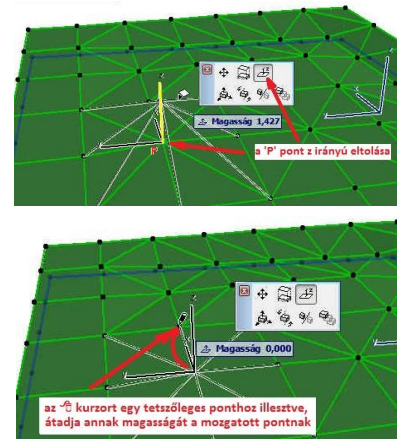 Magasság 1,427
a 'P' pont z irányú eltolása
P
Magasság 0,000
az kurzort egy tetszőleges ponthoz illesztve,
átadja annak magasságát a mozgatott pontnak